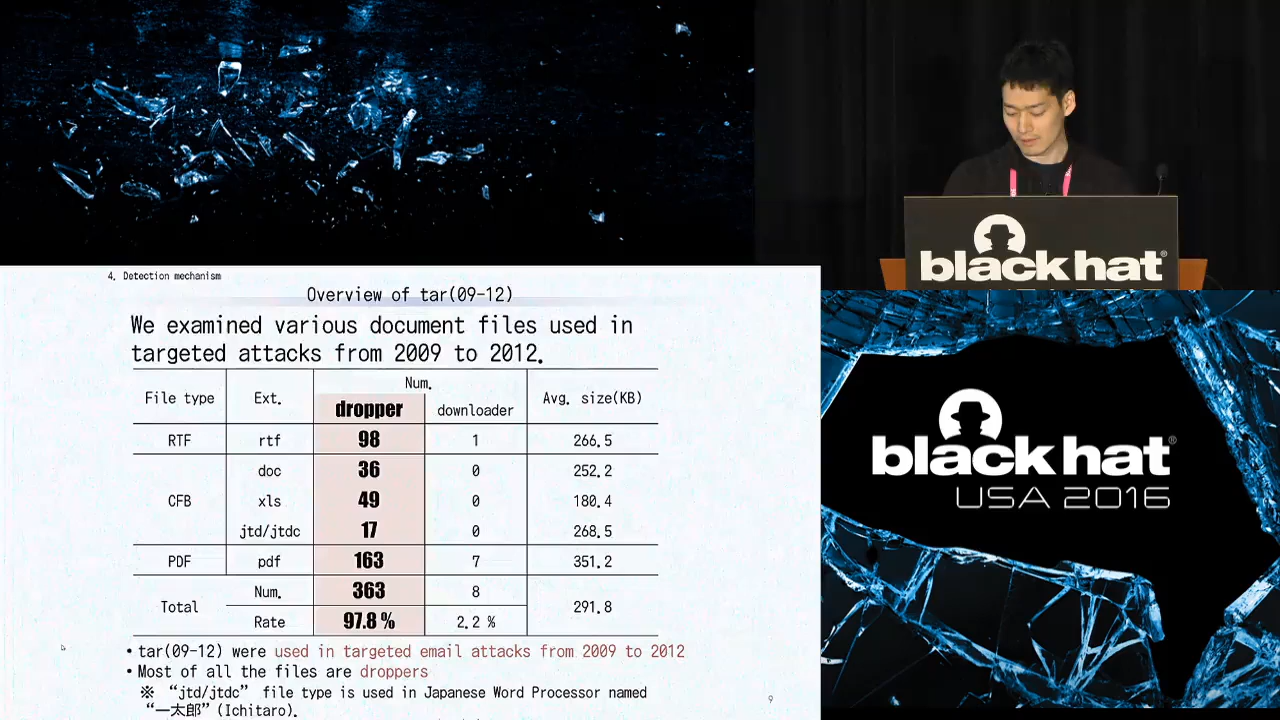 4. Detection mechanism
Overview of tar(09-12)
We examined various document files used in
targeted attacks from 2009 to 2012.
File type Ext. Num. Avg. size(KB)
dropper downloader
RTF rtf 98 1 266.5
CFB doc 36 0 252.2
xls 49 0 180.4
jtd/jtdc 17 0 268.5
PDF pdf 163 7 351.2
Total Num. 363 8 291.8
Rate 97.8 % 2.2 %
• tar(09-12) were used in targeted email attacks from 2009 to 2012
• Most of all the files are droppers
※ “jtd/jtdc” file type is used in Japanese Word Processor named
“一太郎”(Ichitaro).
9
black hat®
black hat®
USA 2016